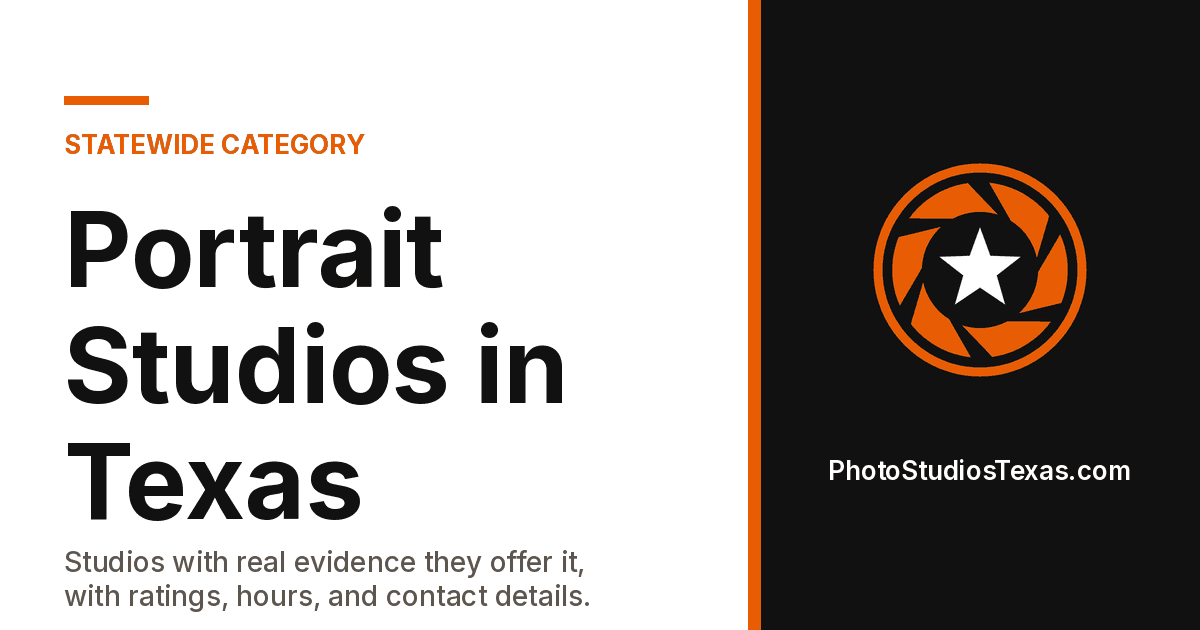 STATEWIDE CATEGORY
Portrait
Studios in
Texas
Studios with real evidence they offer it,
with ratings, hours, and contact details.
PhotoStudiosTexas.com